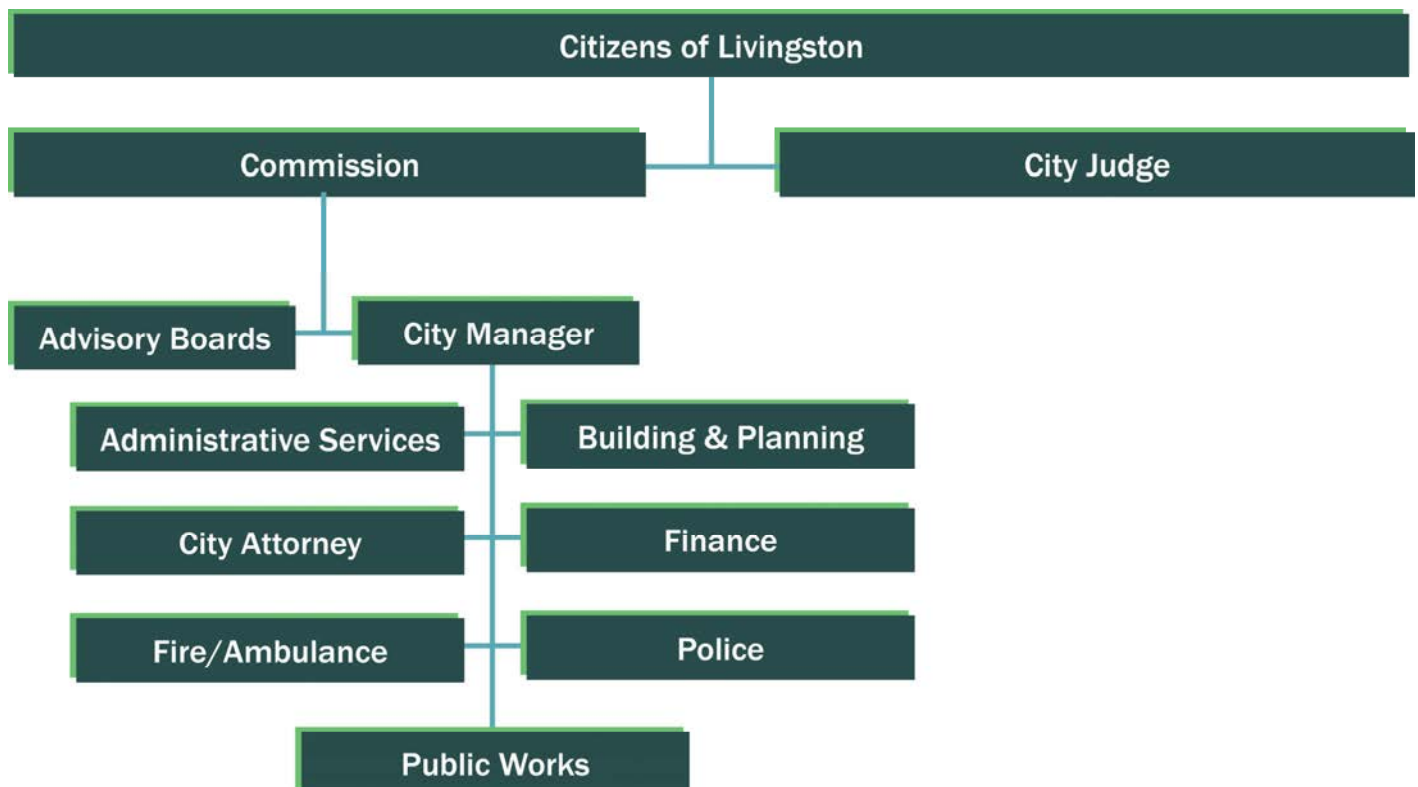 Citizens of Livingston
Commission
City Judge
Advisory Boards
City Manager
Administrative Services
Building & Planning
City Attorney
Finance
Fire/Ambulance
Police
Public Works